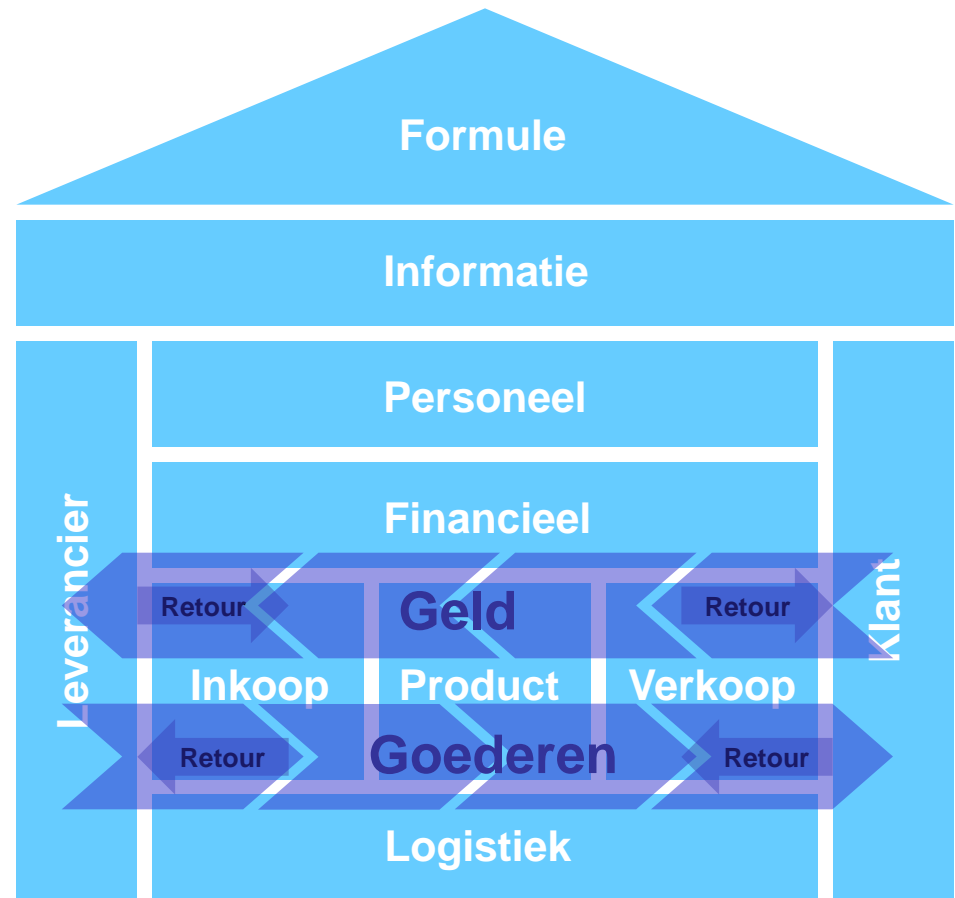 Formule
Informatie
Personeel
Financieel
Leverancier
Klant
Retour
Geld
Retour
Inkoop
Product
Verkoop
Retour
Goederen
Retour
Logistiek